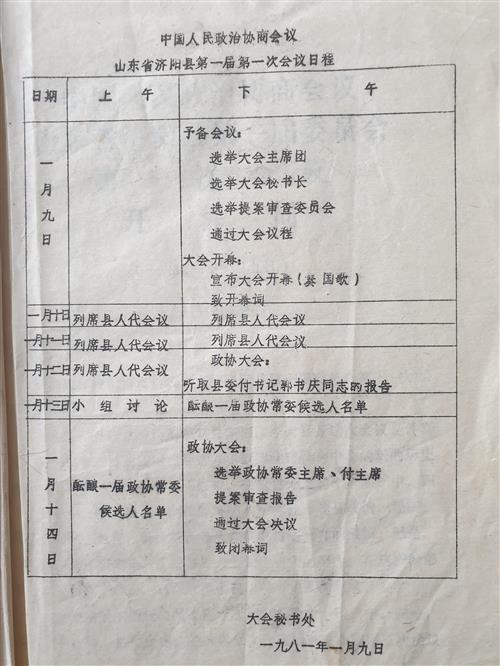 中国人民政治协商会议
山东省济阳县第一届第一次会议日程
日期 上 午 下 午
一月九日
予备会议：
选举大会主席团
选举大会秘书长
选举提案审查委员会
通过大会议程
大会开幕：
宣布大会开幕（奏国歌）
致开幕词
一月十日 列席县人代会议 列席县人代会议
一月十一日 列席县人代会议 列席县人代会议
一月十二日 列席县人代会议 政协大会：
听取县委付书记郭书庆同志的报告
一月十三日 小 组 讨 论 酝酿一届政协常委侯选人名单
一月十四日
酝酿一届政协常委
侯选人名单
政协大会：
选举政协常委主席、付主席
提案审查报告
通过大会决议
致闭幕词
大会秘书处
一九八一年一月九日